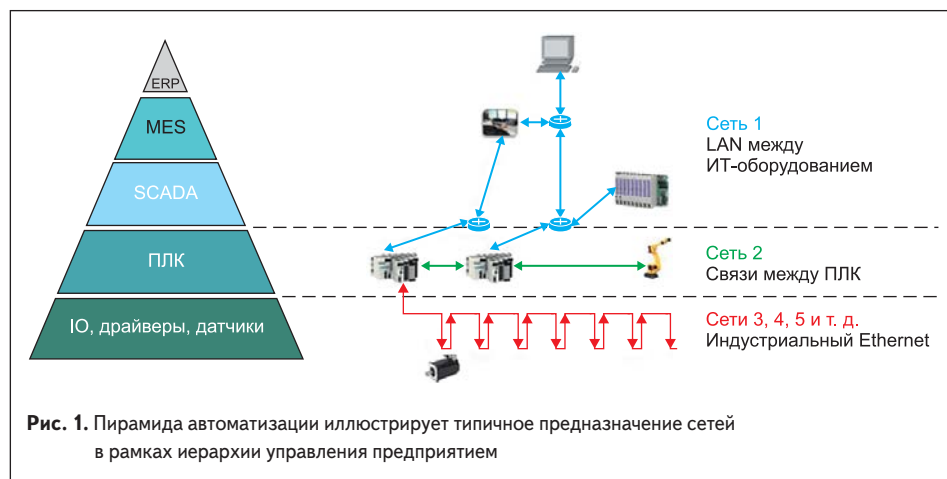 ERP
MES
SCADA
ПЛК
IO, драйверы, датчики
Сеть 1
LAN между
ИТ-оборудованием
Сеть 2
Связи между ПЛК
Сети 3, 4, 5 и т. д.
Индустриальный Ethernet
Рис. 1. Пирамида автоматизации иллюстрирует типичное предназначение сетей
в рамках иерархии управления предприятием